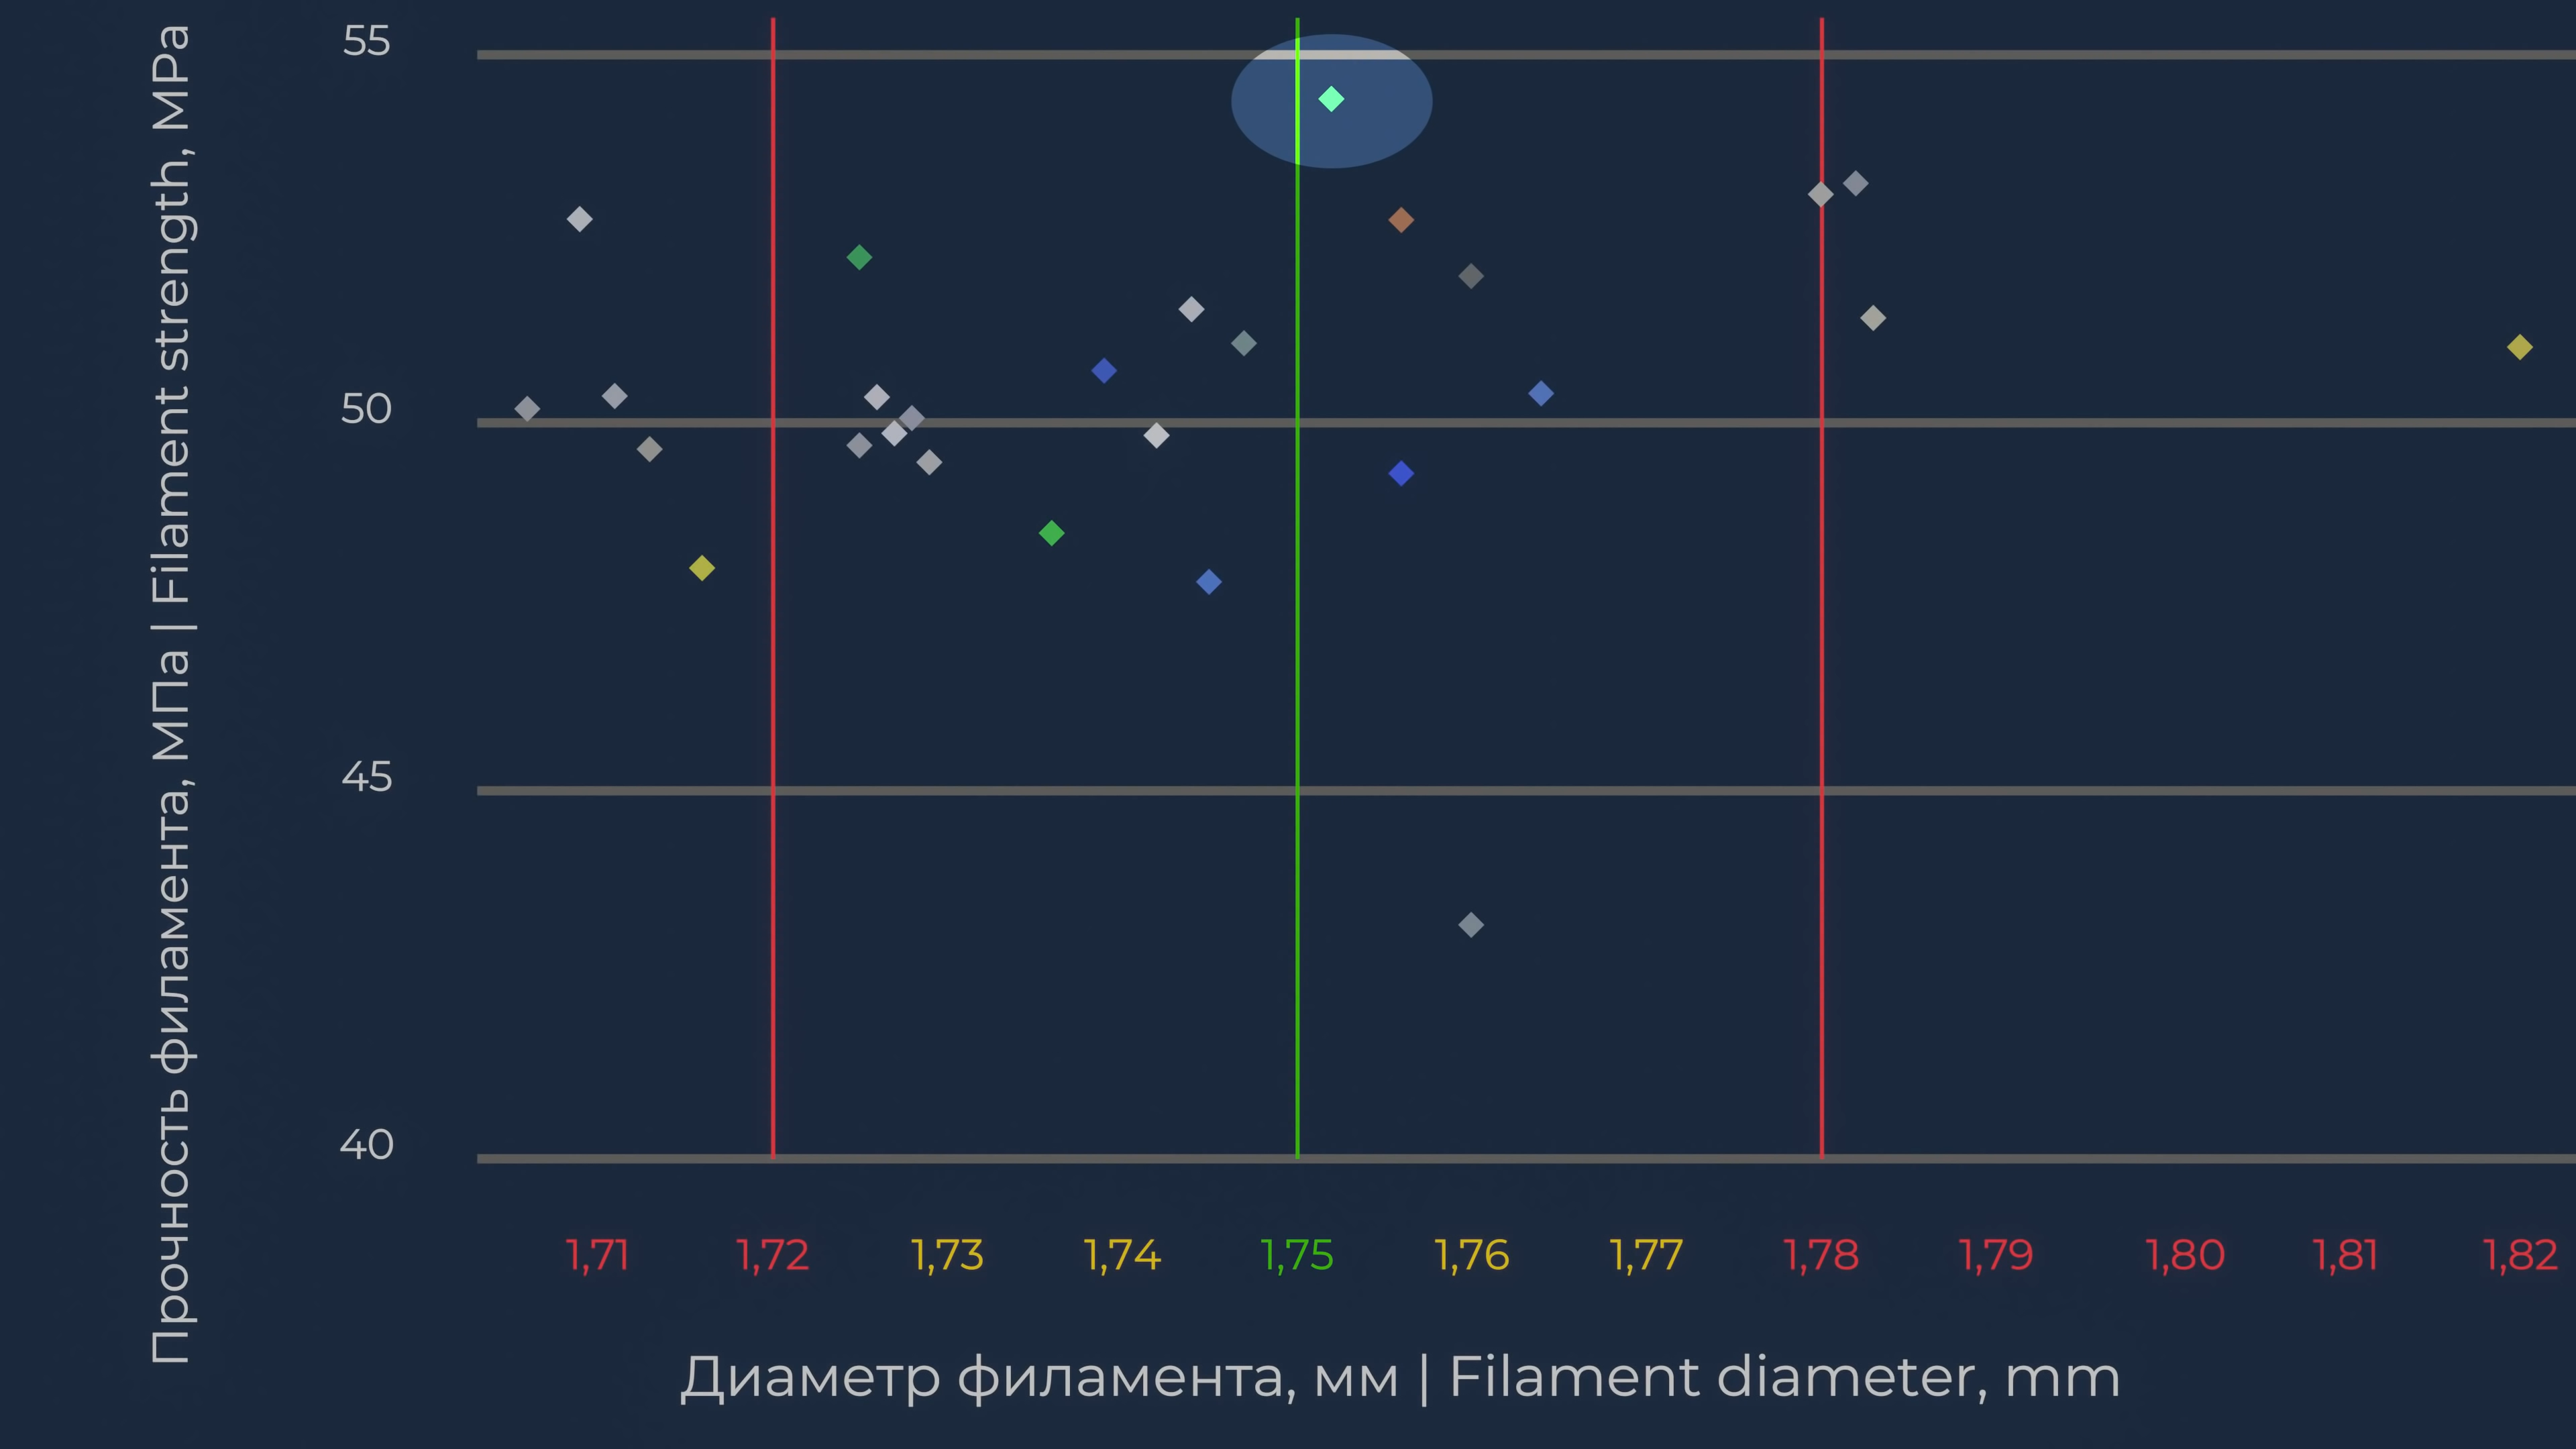 Прочность филамента, МПа | Filament strength, MPa
55
50
45
40
1,71 1,72 1,73 1,74 1,75 1,76 1,77 1,78 1,79 1,80 1,81 1,82
Диаметр филамента, мм | Filament diameter, mm